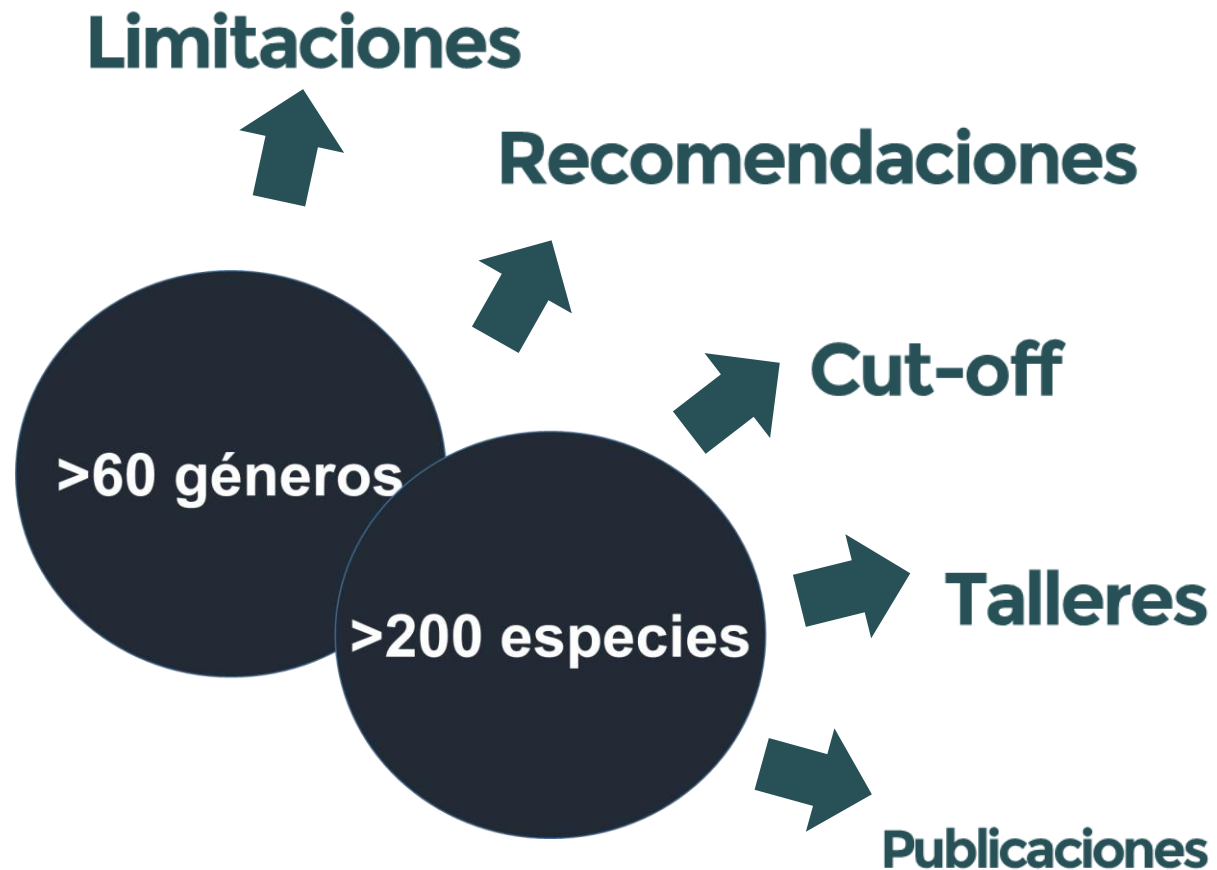 Limitaciones
Recomendaciones
Cut-off
>60 géneros
Talleres
>200 especies
Publicaciones